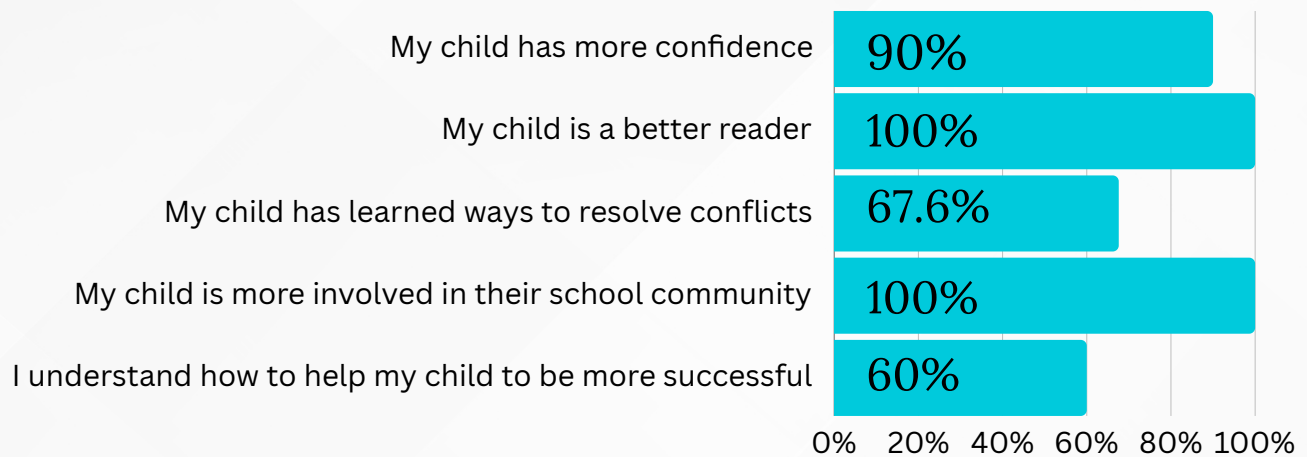 My child has more confidence 90%
My child is a better reader 100%
My child has learned ways to resolve conflicts 67.6%
My child is more involved in their school community 100%
I understand how to help my child to be more successful 60%
0% 20% 40% 60% 80% 100%